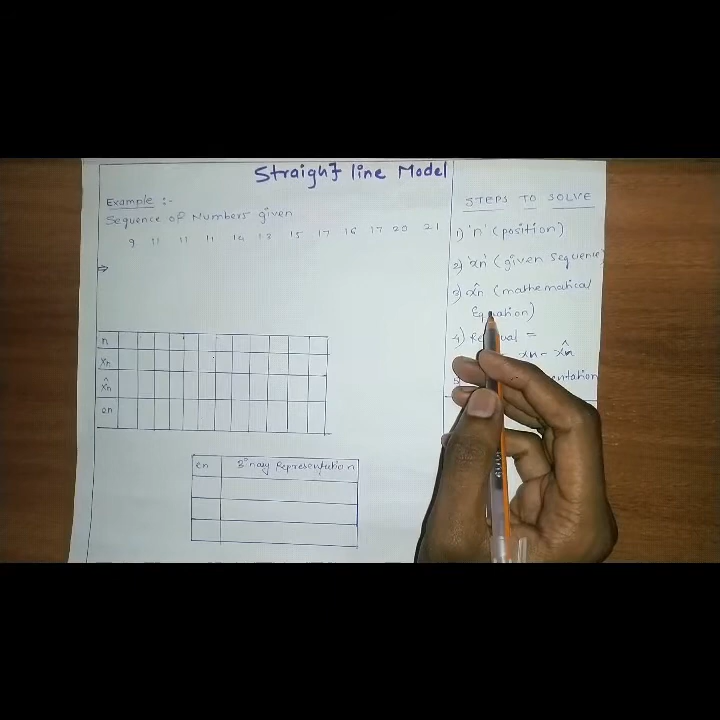 Straight line Model
Example :-
Sequence of Numbers given
9 11 11 11 14 13 15 17 16 17 20 21
⇒
n
xn
x̂n
en
en Binary Representation
STEPS TO SOLVE
1) 'n' (position)
2) 'xn' (given Sequence)
3) x̂n (mathematical
Equation)
4) =
xn - x̂n
5)